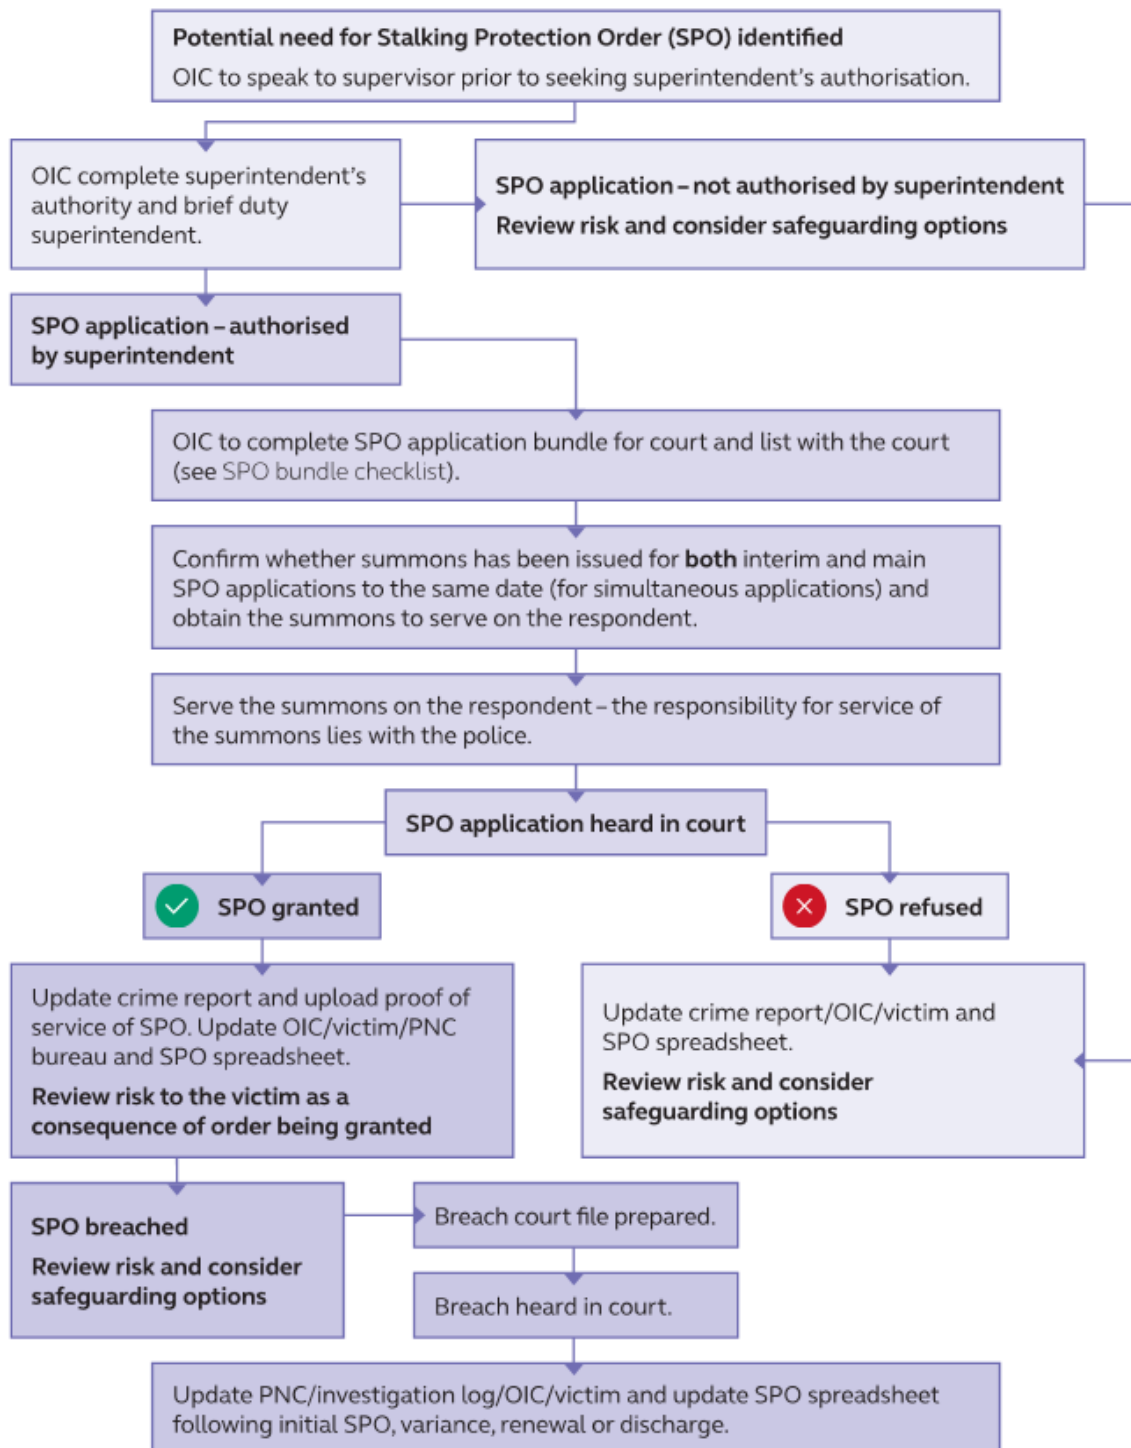 Potential need for Stalking Protection Order (SPO) identified
OIC to speak to supervisor prior to seeking superintendent’s authorisation.
OIC complete superintendent’s
authority and brief duty
superintendent.
SPO application – not authorised by superintendent
Review risk and consider safeguarding options
SPO application – authorised
by superintendent
OIC to complete SPO application bundle for court and list with the court
(see SPO bundle checklist).
Confirm whether summons has been issued for both interim and main
SPO applications to the same date (for simultaneous applications) and
obtain the summons to serve on the respondent.
Serve the summons on the respondent – the responsibility for service of
the summons lies with the police.
SPO application heard in court
SPO granted
SPO refused
Update crime report and upload proof of
service of SPO. Update OIC/victim/PNC
bureau and SPO spreadsheet.
Review risk to the victim as a
consequence of order being granted
Update crime report/OIC/victim and
SPO spreadsheet.
Review risk and consider
safeguarding options
SPO breached
Review risk and consider
safeguarding options
Breach court file prepared.
Breach heard in court.
Update PNC/investigation log/OIC/victim and update SPO spreadsheet
following initial SPO, variance, renewal or discharge.